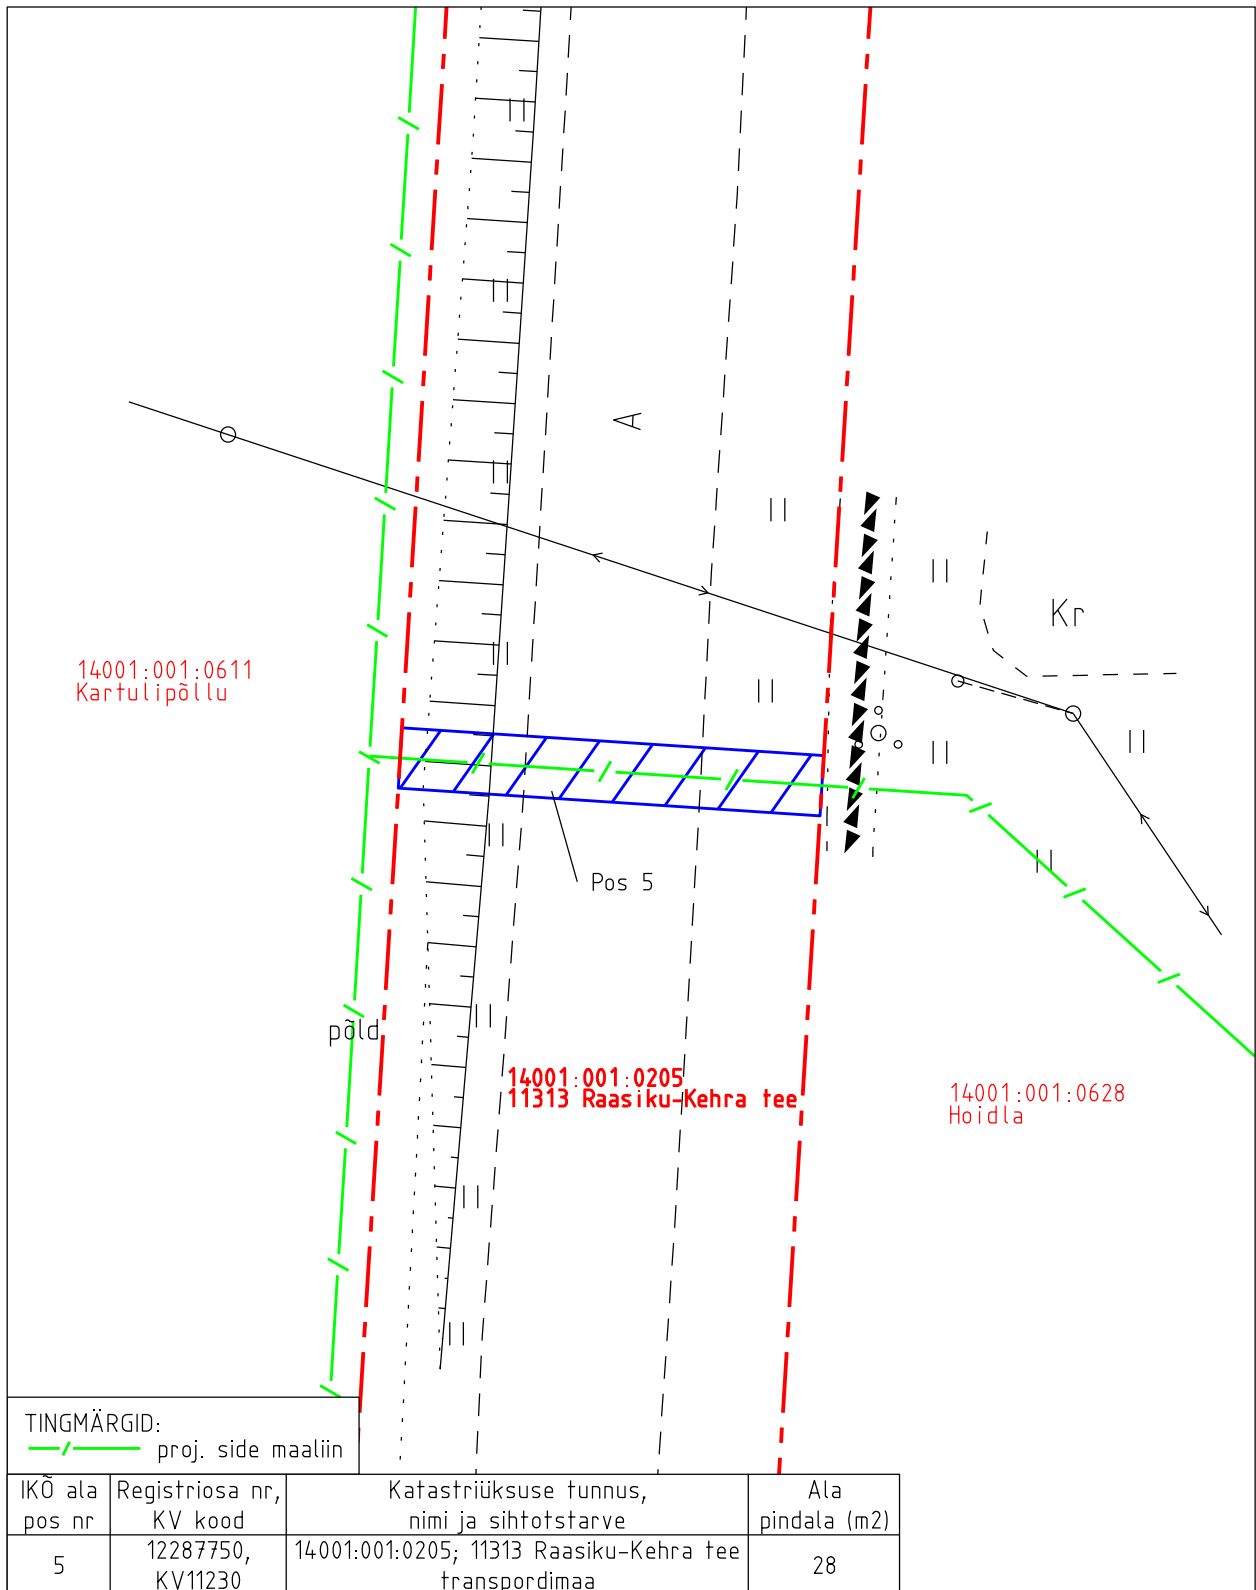 A
Kr
14001:001:0611
Kartulipõllu
Pos 5
põld
14001:001:0205
11313 Raasiku-Kehra tee
14001:001:0628
Hoidla
TINGMÄRGID:
proj. side maaliin
IKÕ ala pos nr
Registriosa nr, KV kood
Katastriüksuse tunnus, nimi ja sihtotstarve
Ala pindala (m2)
5
12287750, KV11230
14001:001:0205; 11313 Raasiku-Kehra tee transpordimaa
28